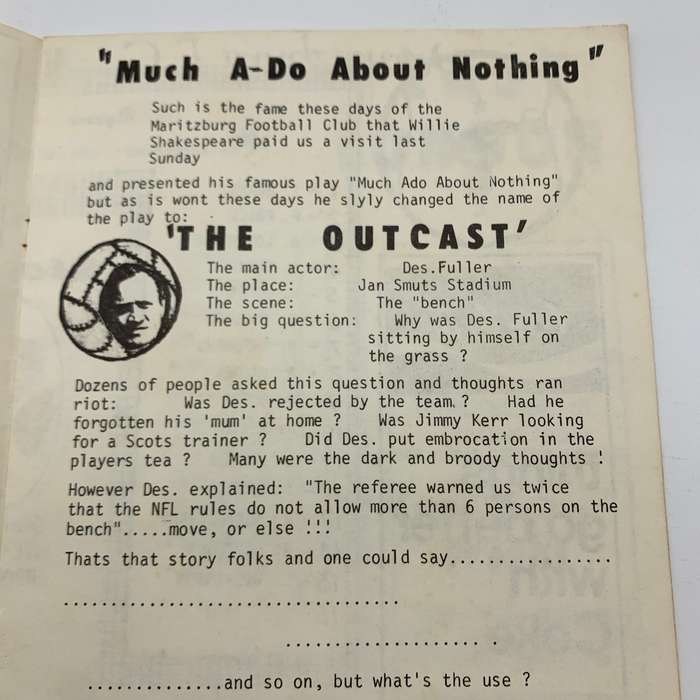 "Much A-Do About Nothing"
Such is the fame these days of the
Maritzburg Football Club that Willie
Shakespeare paid us a visit last
Sunday
and presented his famous play "Much Ado About Nothing"
but as is wont these days he slyly changed the name of
the play to:
'THE OUTCAST'
The main actor: Des.Fuller
The place: Jan Smuts Stadium
The scene: The "bench"
The big question: Why was Des. Fuller
sitting by himself on
the grass ?
Dozens of people asked this question and thoughts ran
riot: Was Des. rejected by the team. ? Had he
forgotten his 'mum' at home ? Was Jimmy Kerr looking
for a Scots trainer ? Did Des. put embrocation in the
players tea ? Many were the dark and broody thoughts !
However Des. explained: "The referee warned us twice
that the NFL rules do not allow more than 6 persons on the
bench".....move, or else !!!
Thats that story folks and one could say.................
...................................
.................... .
..............and so on, but what's the use ?